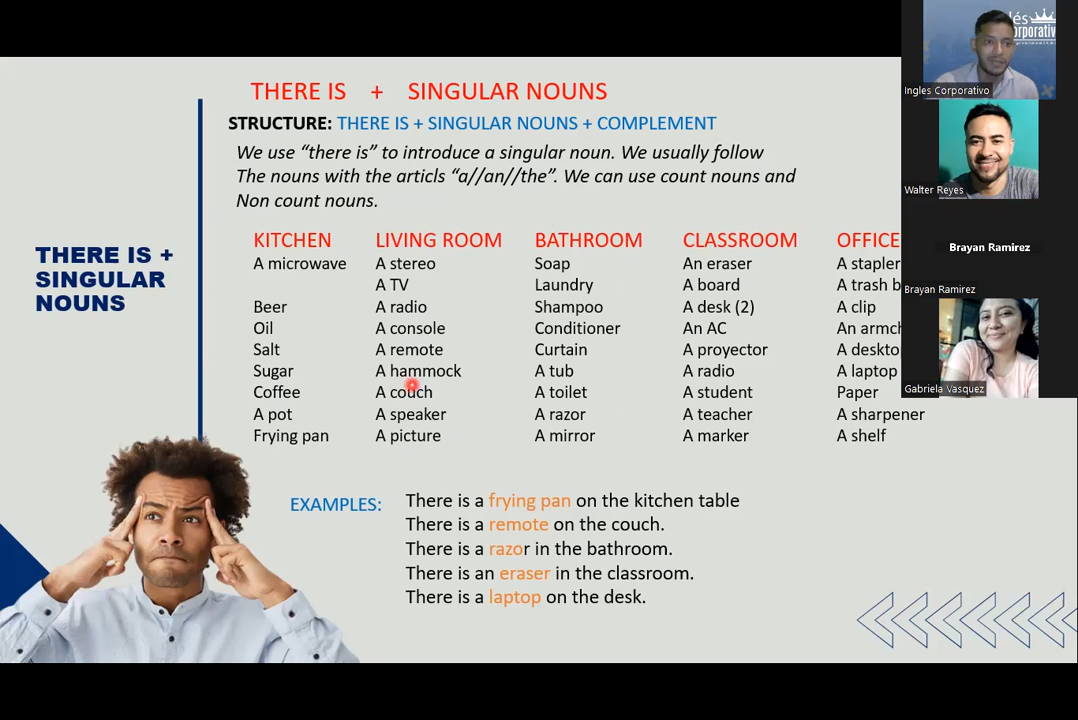 THERE IS + SINGULAR NOUNS
STRUCTURE: THERE IS + SINGULAR NOUNS + COMPLEMENT
We use “there is” to introduce a singular noun. We usually follow
The nouns with the articls “a//an//the”. We can use count nouns and
Non count nouns.
THERE IS +
SINGULAR
NOUNS
KITCHEN LIVING ROOM BATHROOM CLASSROOM OFFICE
A microwave A stereo Soap An eraser A stapler
A TV Laundry A board A trash b
Beer A radio Shampoo A desk (2) A clip
Oil A console Conditioner An AC An armch
Salt A remote Curtain A proyector A deskto
Sugar A hammock A tub A radio A laptop
Coffee A couch A toilet A student Paper
A pot A speaker A razor A teacher A sharpener
Frying pan A picture A mirror A marker A shelf
EXAMPLES:
There is a frying pan on the kitchen table
There is a remote on the couch.
There is a razor in the bathroom.
There is an eraser in the classroom.
There is a laptop on the desk.
Ingles Corporativo
Walter Reyes
Brayan Ramirez
Brayan Ramirez
Gabriela Vasquez